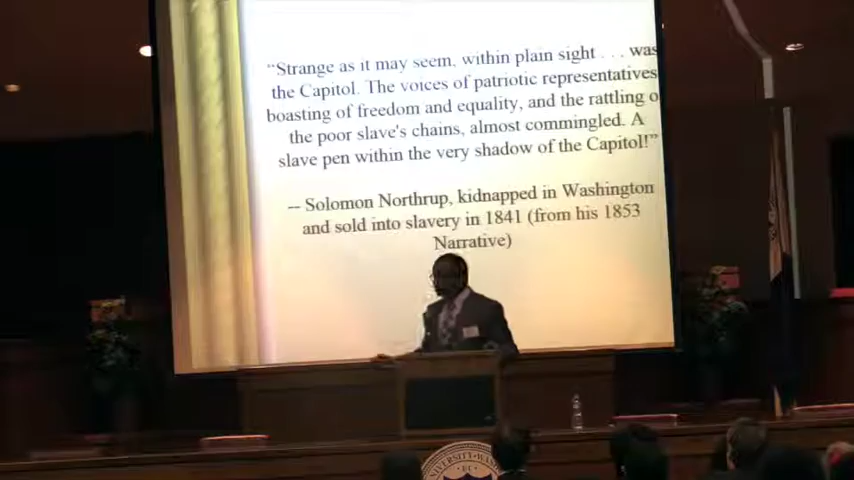 "Strange as it may seem, within plain sight . . . was
the Capitol. The voices of patriotic representatives
boasting of freedom and equality, and the rattling o
the poor slave's chains, almost commingled. A
slave pen within the very shadow of the Capitol!"
-- Solomon Northrup, kidnapped in Washington
and sold into slavery in 1841 (from his 1853
Narrative)
UNIVERSITY